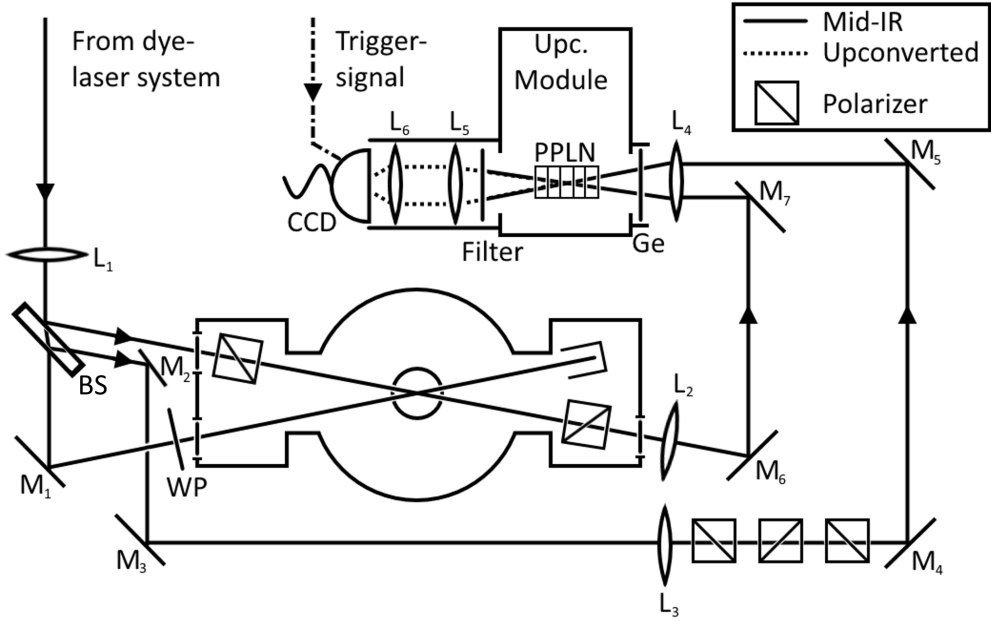 From dye-
laser system
Trigger-
signal
Upc.
Module
Mid-IR
Upconverted
Polarizer
L6
L5
L4
M5
PPLN
M7
CCD
Filter
Ge
L1
BS
M2
L2
M1
WP
M6
M3
M4
L3